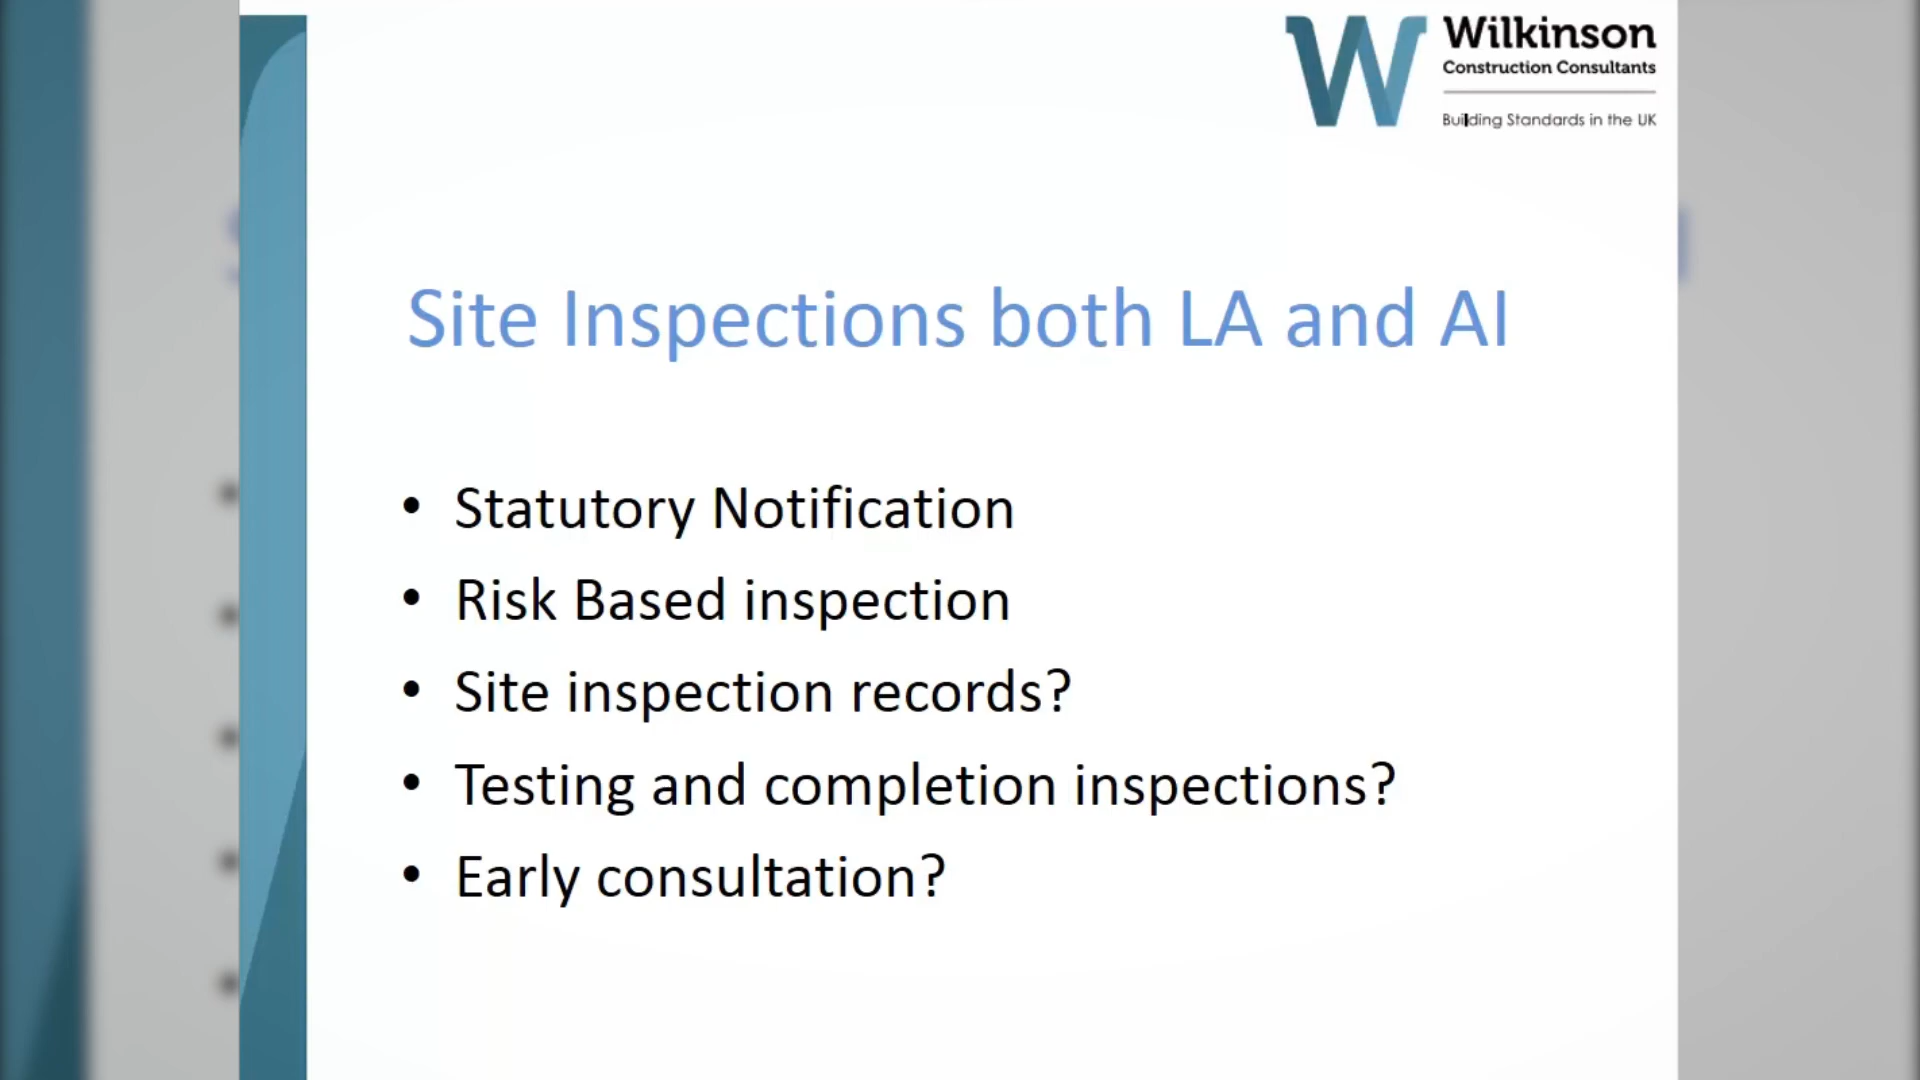 Wilkinson
Construction Consultants
Building Standards in the UK
Site Inspections both LA and AI
• Statutory Notification
• Risk Based inspection
• Site inspection records?
• Testing and completion inspections?
• Early consultation?